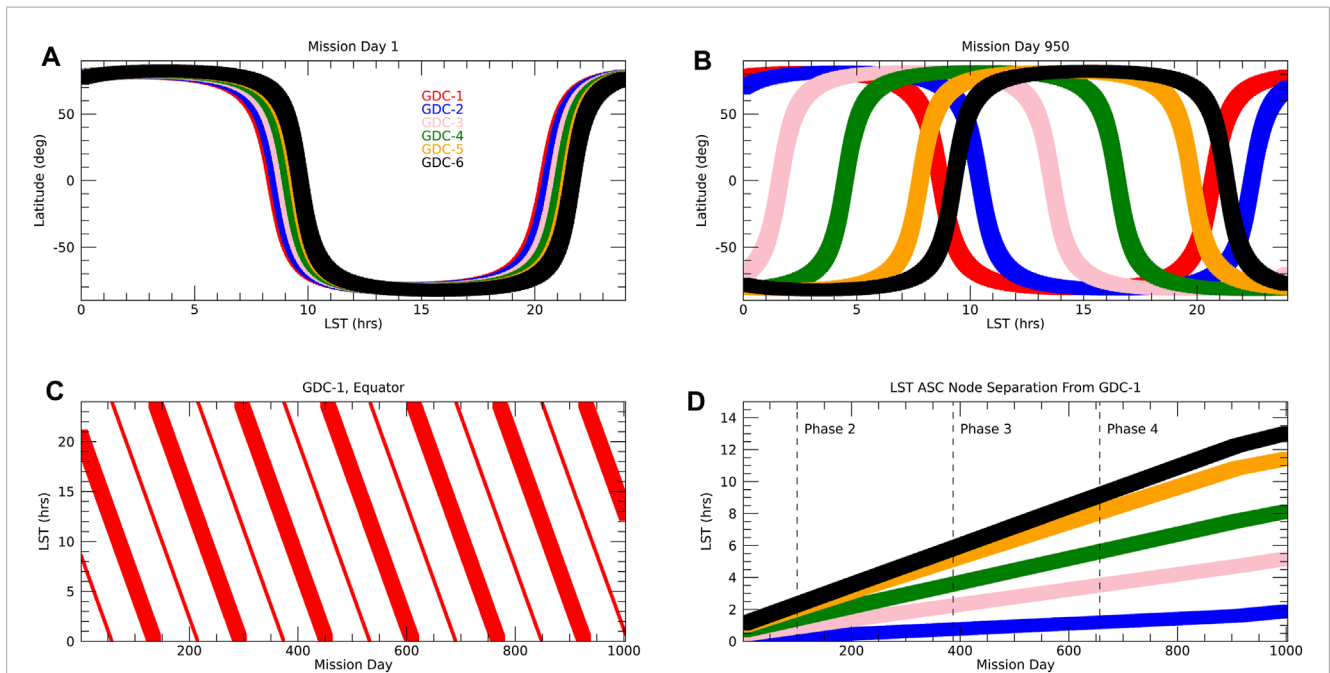 A
Mission Day 1
Latitude (deg)
50
0
-50
GDC-1
GDC-2
GDC-3
GDC-4
GDC-5
GDC-6
0 5 10 15 20
LST (hrs)
B
Mission Day 950
Latitude (deg)
50
0
-50
0 5 10 15 20
LST (hrs)
C
GDC-1, Equator
LST (hrs)
20
15
10
5
0
0 200 400 600 800 1000
Mission Day
D
LST ASC Node Separation From GDC-1
LST (hrs)
14
12
10
8
6
4
2
0
Phase 2 Phase 3 Phase 4
200 400 600 800 1000
Mission Day